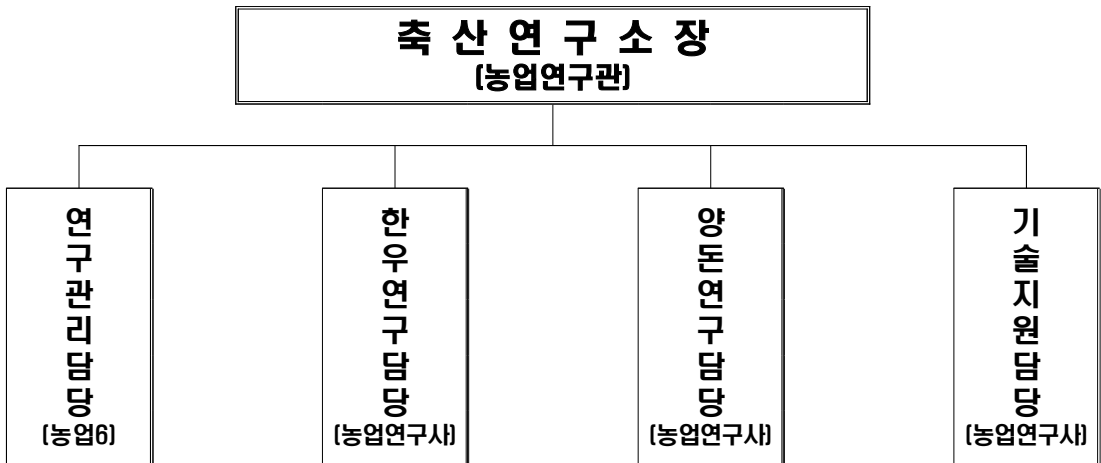 축 산 연 구 소 장
(농업연구관)
연구관리담당
(농업6)
한우연구담당
(농업연구사)
양돈연구담당
(농업연구사)
기술지원담당
(농업연구사)